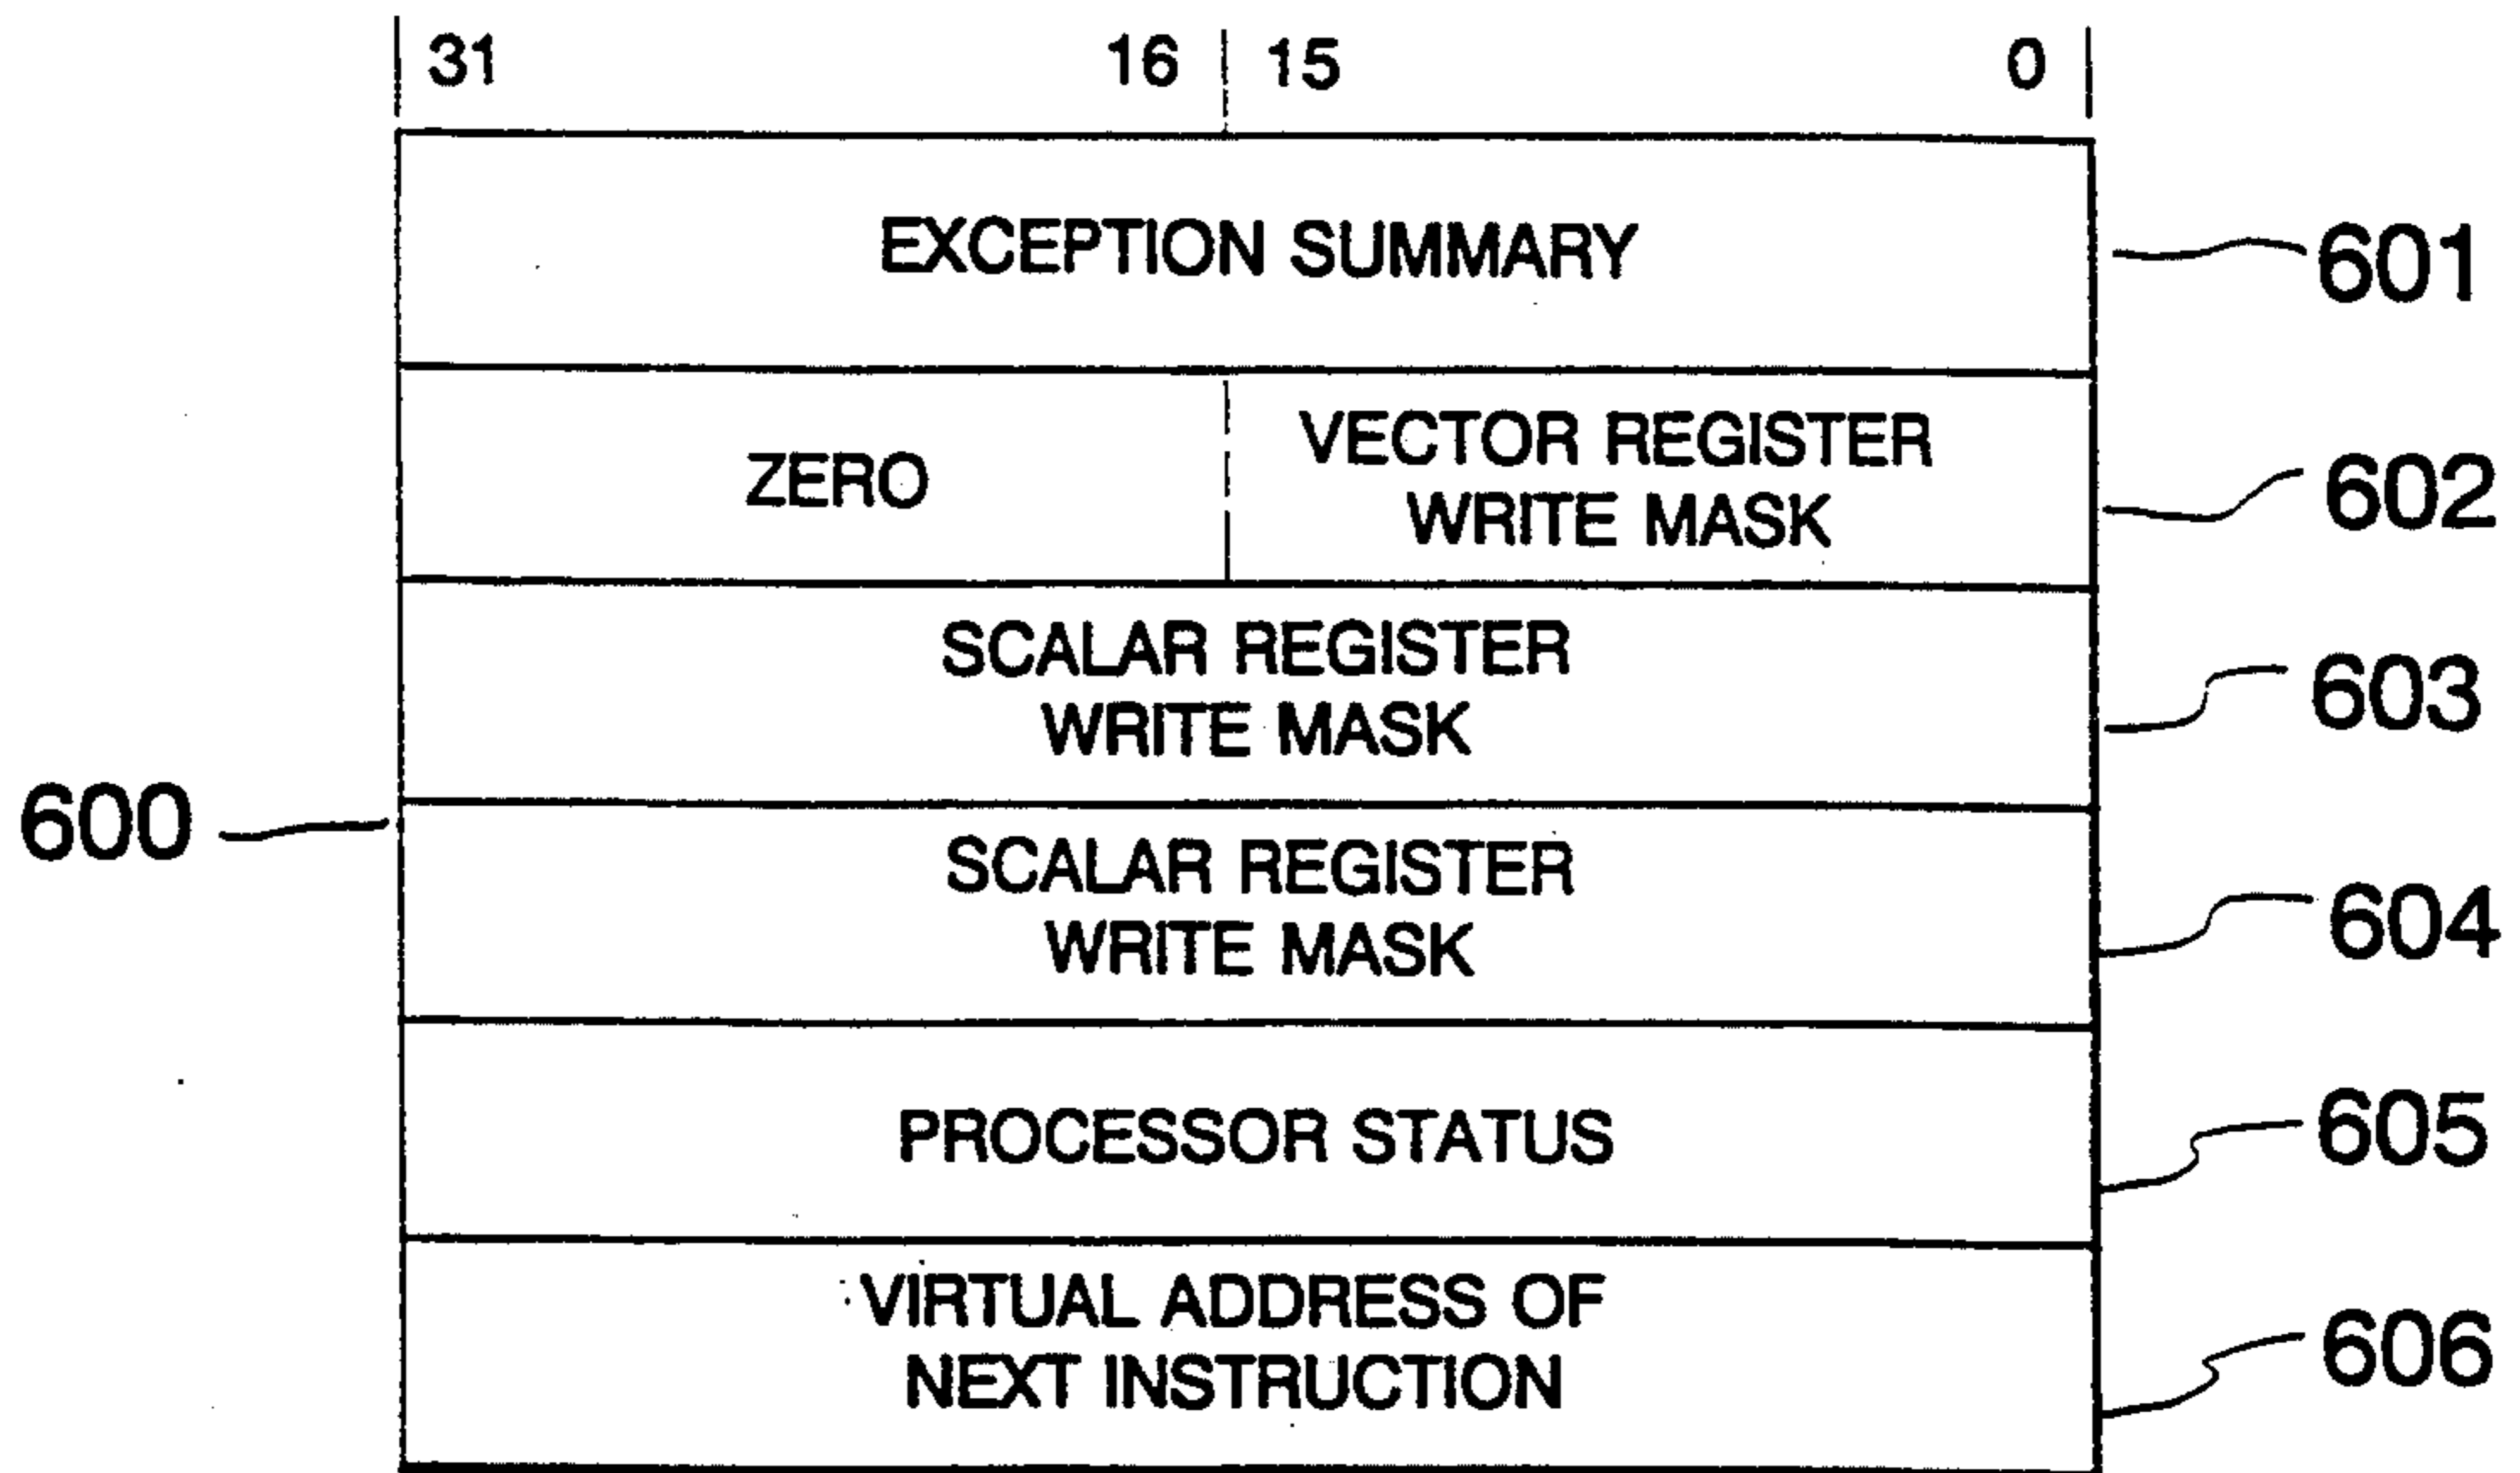 31 16 15 0
EXCEPTION SUMMARY
601
ZERO
VECTOR REGISTER
WRITE MASK
602
SCALAR REGISTER
WRITE MASK
603
600
SCALAR REGISTER
WRITE MASK
604
PROCESSOR STATUS
605
VIRTUAL ADDRESS OF
NEXT INSTRUCTION
606